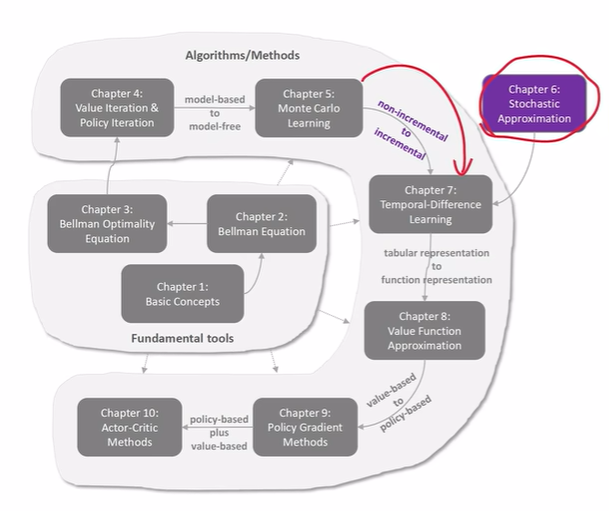 Algorithms/Methods
Chapter 4:
Value Iteration &
Policy Iteration
model-based
to
model-free
Chapter 5:
Monte Carlo
Learning
non-incremental
to
incremental
Chapter 6:
Stochastic
Approximation
Chapter 3:
Bellman Optimality
Equation
Chapter 2:
Bellman Equation
Chapter 7:
Temporal-Difference
Learning
Chapter 1:
Basic Concepts
tabular representation
to
function representation
Fundamental tools
Chapter 8:
Value Function
Approximation
value-based
to
policy-based
Chapter 10:
Actor-Critic
Methods
policy-based
plus
value-based
Chapter 9:
Policy Gradient
Methods